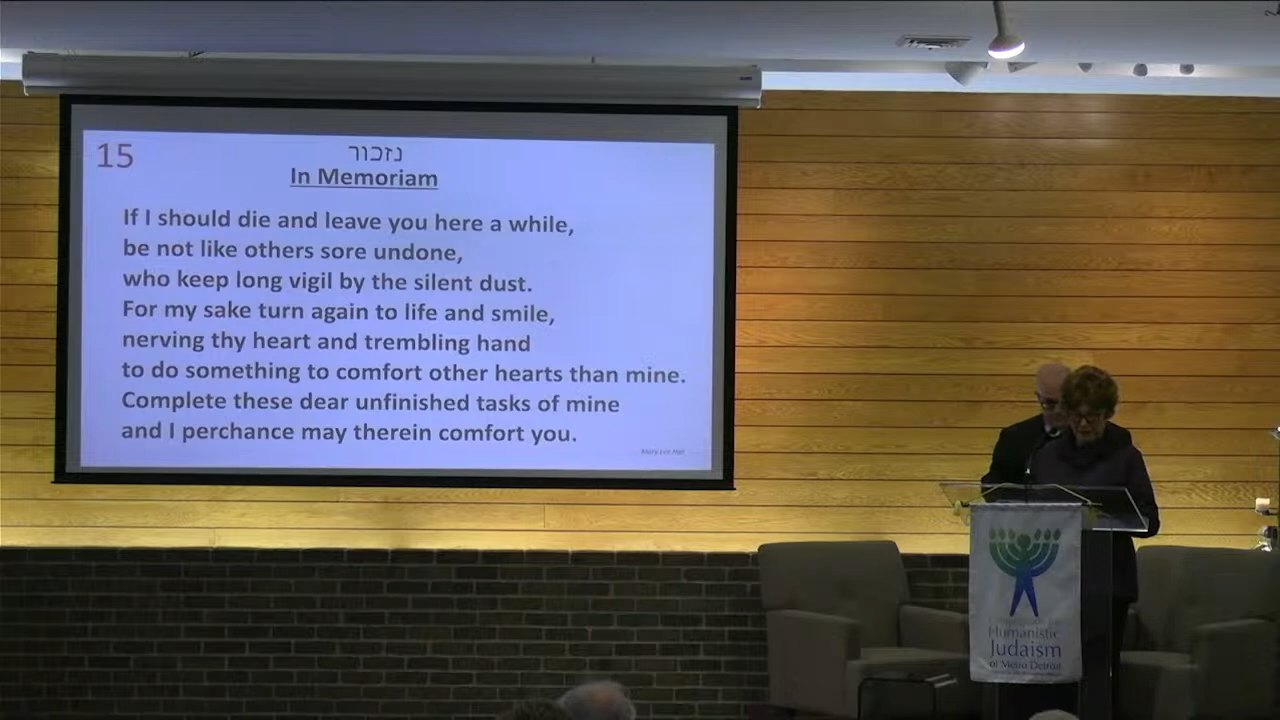 15
נזכור
In Memoriam
If I should die and leave you here a while,
be not like others sore undone,
who keep long vigil by the silent dust.
For my sake turn again to life and smile,
nerving thy heart and trembling hand
to do something to comfort other hearts than mine.
Complete these dear unfinished tasks of mine
and I perchance may therein comfort you.
Mary Lee Hall
Humanistic
Judaism
of Metro Detroit